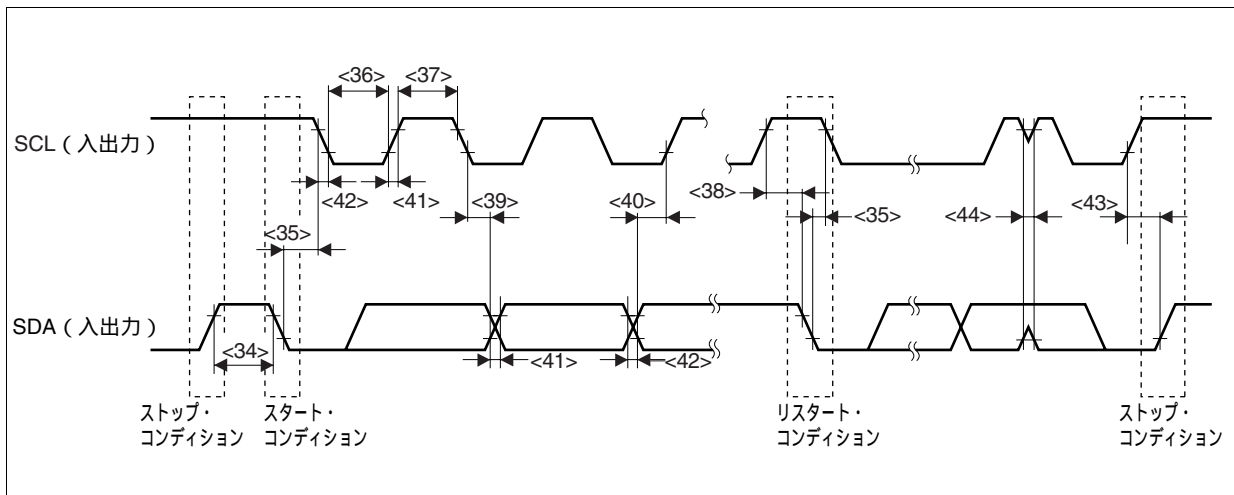 <36>
<37>
SCL（入出力）
<42>
<41>
<39>
<40>
<38>
<35>
<44>
<43>
<35>
SDA（入出力）
<34>
<41>
<42>
ストップ・
コンディション
スタート・
コンディション
リスタート・
コンディション
ストップ・
コンディション